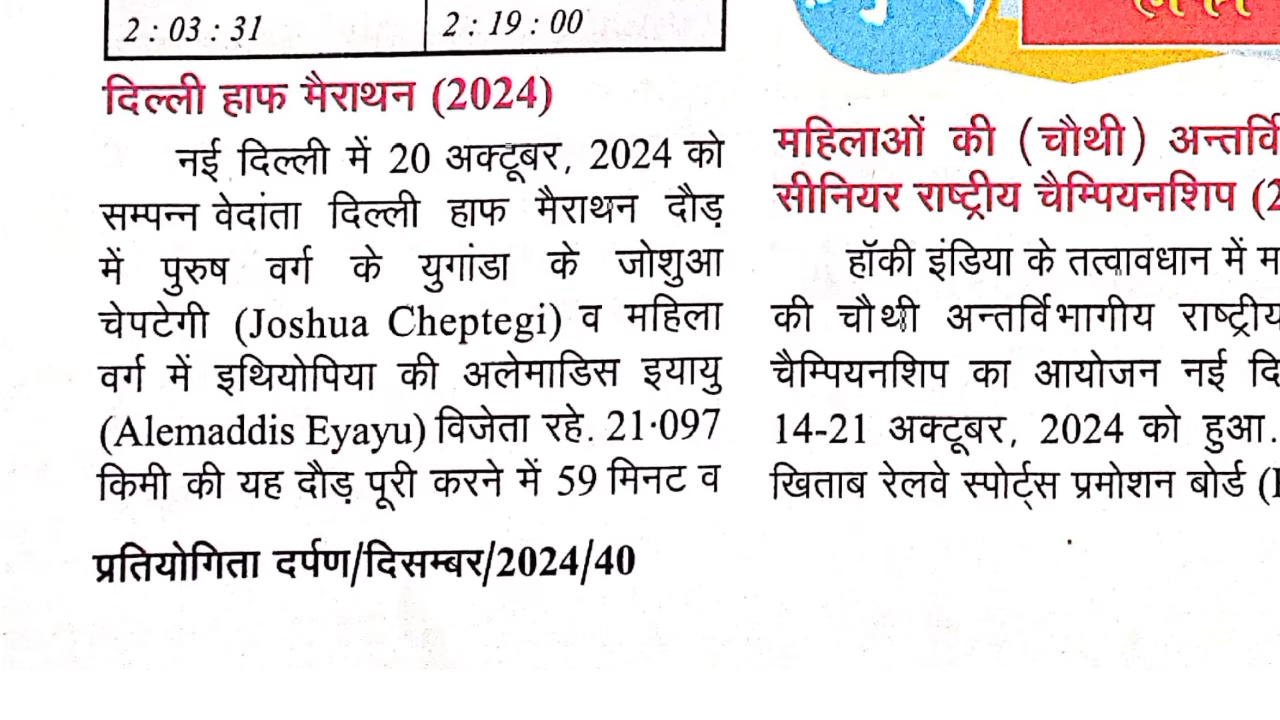 2 : 03 : 31
2 : 19 : 00
दिल्ली हाफ मैराथन (2024)
नई दिल्ली में 20 अक्टूबर, 2024 को
सम्पन्न वेदांता दिल्ली हाफ मैराथन दौड़
में पुरुष वर्ग के युगांडा के जोशुआ
चेपटेगी (Joshua Cheptegi) व महिला
वर्ग में इथियोपिया की अलेमाडिस इयायु
(Alemaddis Eyayu) विजेता रहे. 21·097
किमी की यह दौड़ पूरी करने में 59 मिनट व
प्रतियोगिता दर्पण/दिसम्बर/2024/40
महिलाओं की (चौथी)
सीनियर राष्ट्रीय चैम्पियनशिप
हॉकी इंडिया के तत्वावधान में
की चौथी अन्तर्विभागीय राष्ट्रीय
चैम्पियनशिप का आयोजन नई
14-21 अक्टूबर, 2024 को हुआ.
खिताब रेलवे स्पोर्ट्स प्रमोशन बोर्ड